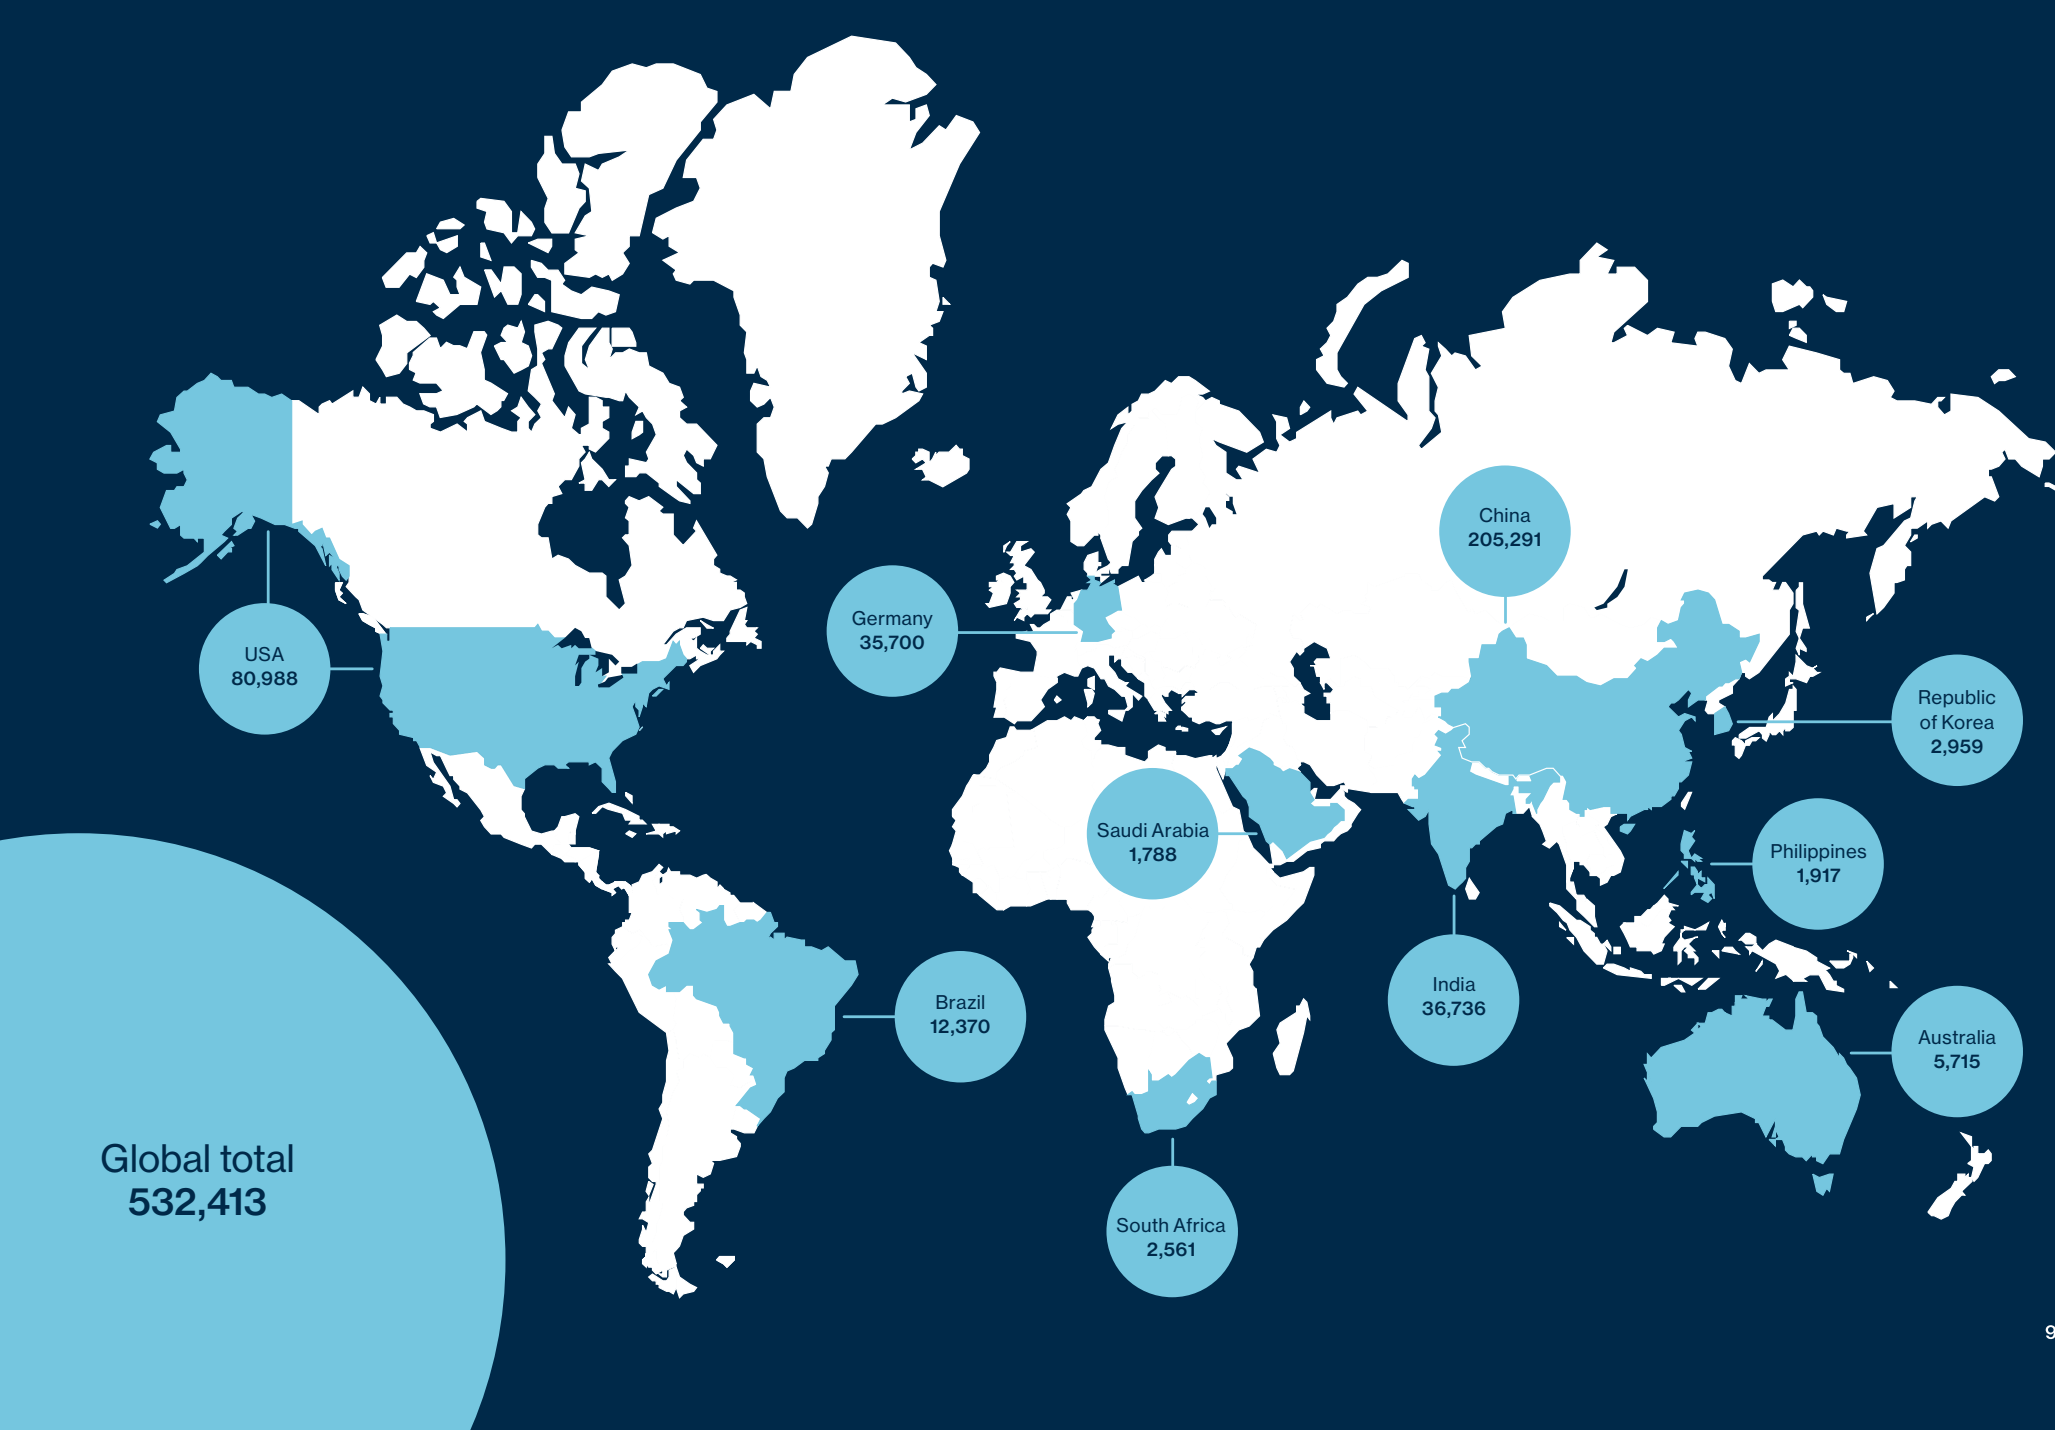 China
205,291
Germany
35,700
USA
80,988
Republic
of Korea
2,959
Saudi Arabia
1,788
Philippines
1,917
India
36,736
Brazil
12,370
Australia
5,715
Global total
532,413
South Africa
2,561
9